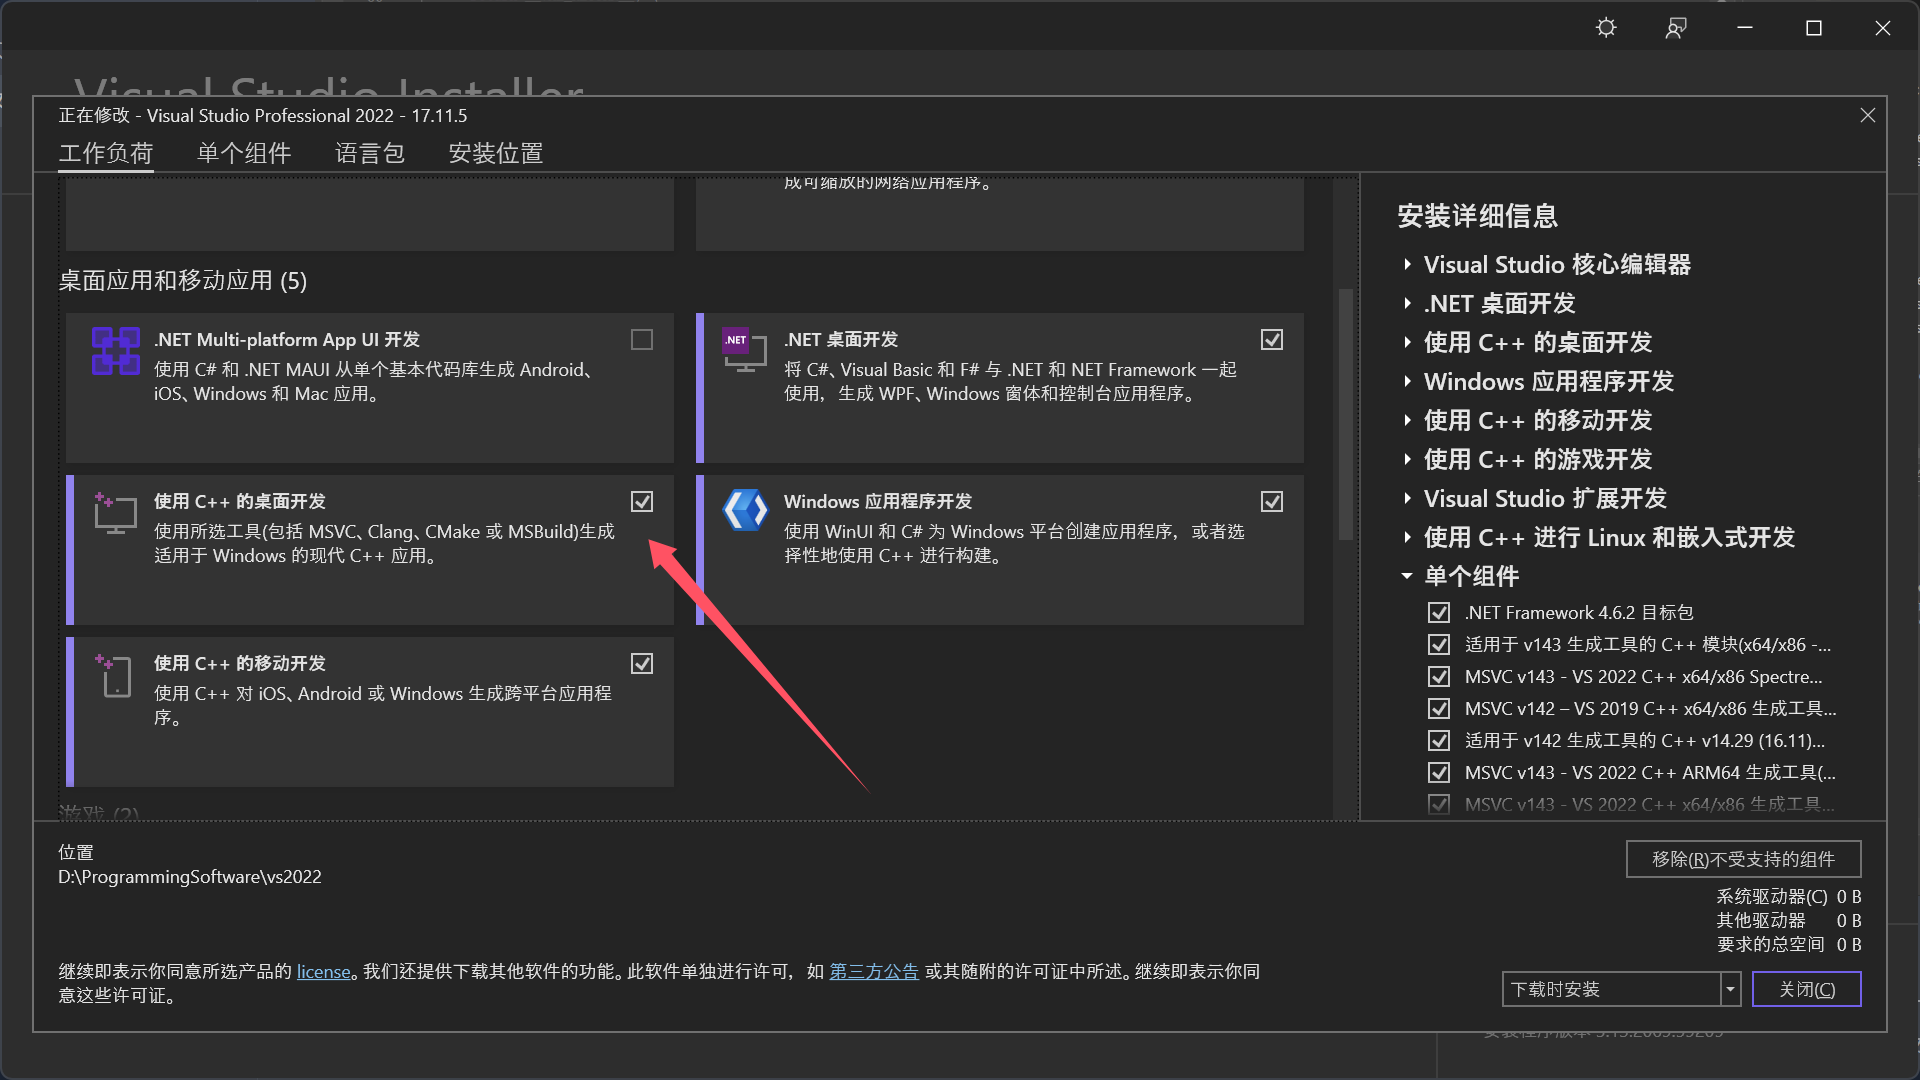 Visual Studio Installer
正在修改 - Visual Studio Professional 2022 - 17.11.5
工作负荷 单个组件 语言包 安装位置
成可缩放的网络应用程序。
桌面应用和移动应用 (5)
.NET Multi-platform App UI 开发
使用 C# 和 .NET MAUI 从单个基本代码库生成 Android、
iOS、Windows 和 Mac 应用。
.NET
.NET 桌面开发
将 C#、Visual Basic 和 F# 与 .NET 和 NET Framework 一起
使用，生成 WPF、Windows 窗体和控制台应用程序。
使用 C++ 的桌面开发
使用所选工具(包括 MSVC、Clang、CMake 或 MSBuild)生成
适用于 Windows 的现代 C++ 应用。
Windows 应用程序开发
使用 WinUI 和 C# 为 Windows 平台创建应用程序，或者选
择性地使用 C++ 进行构建。
使用 C++ 的移动开发
使用 C++ 对 iOS、Android 或 Windows 生成跨平台应用程
序。
游戏 (2)
安装详细信息
Visual Studio 核心编辑器
.NET 桌面开发
使用 C++ 的桌面开发
Windows 应用程序开发
使用 C++ 的移动开发
使用 C++ 的游戏开发
Visual Studio 扩展开发
使用 C++ 进行 Linux 和嵌入式开发
单个组件
.NET Framework 4.6.2 目标包
适用于 v143 生成工具的 C++ 模块(x64/x86 -...
MSVC v143 - VS 2022 C++ x64/x86 Spectre...
MSVC v142 – VS 2019 C++ x64/x86 生成工具...
适用于 v142 生成工具的 C++ v14.29 (16.11)...
MSVC v143 - VS 2022 C++ ARM64 生成工具(...
MSVC v143 - VS 2022 C++ x64/x86 生成工具...
位置
D:\ProgrammingSoftware\vs2022
移除(R)不受支持的组件
系统驱动器(C) 0 B
其他驱动器 0 B
要求的总空间 0 B
继续即表示你同意所选产品的 license。我们还提供下载其他软件的功能。此软件单独进行许可，如 第三方公告 或其随附的许可证中所述。继续即表示你同
意这些许可证。
下载时安装
关闭(C)